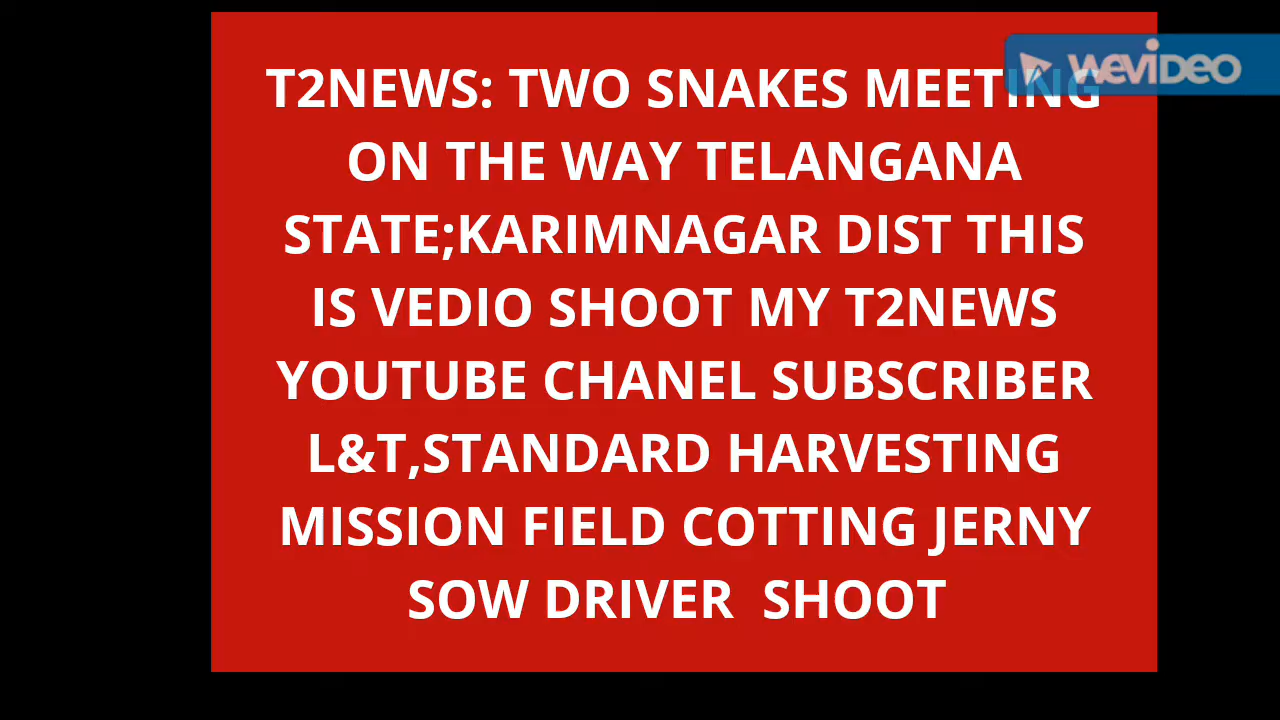 T2NEWS: TWO SNAKES MEETING
ON THE WAY TELANGANA
STATE;KARIMNAGAR DIST THIS
IS VEDIO SHOOT MY T2NEWS
YOUTUBE CHANEL SUBSCRIBER
L&T,STANDARD HARVESTING
MISSION FIELD COTTING JERNY
SOW DRIVER  SHOOT
WEVIDEO